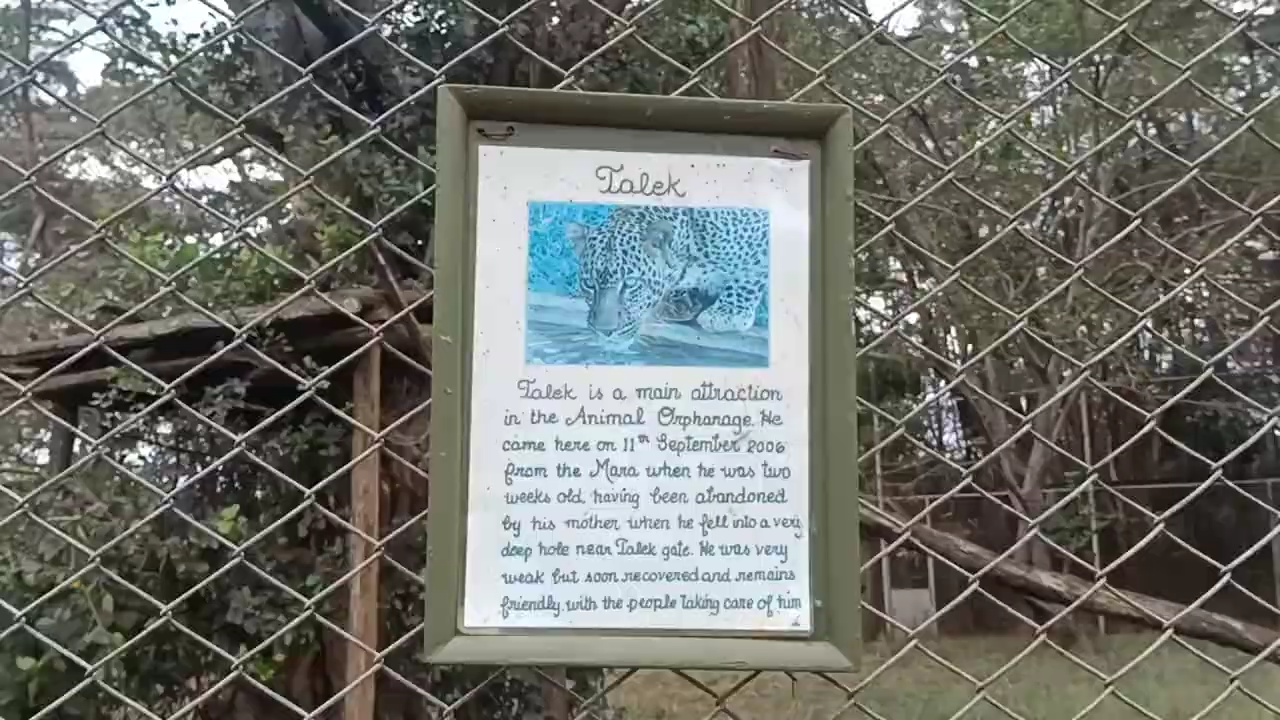 Talek
Talek is a main attraction
in the Animal Orphanage. He
came here on 11th September 2006
from the Mara when he was two
weeks old, having been abandoned
by his mother when he fell into a very
deep hole near Talek gate. He was very
weak but soon recovered and remains
friendly with the people Taking care of him